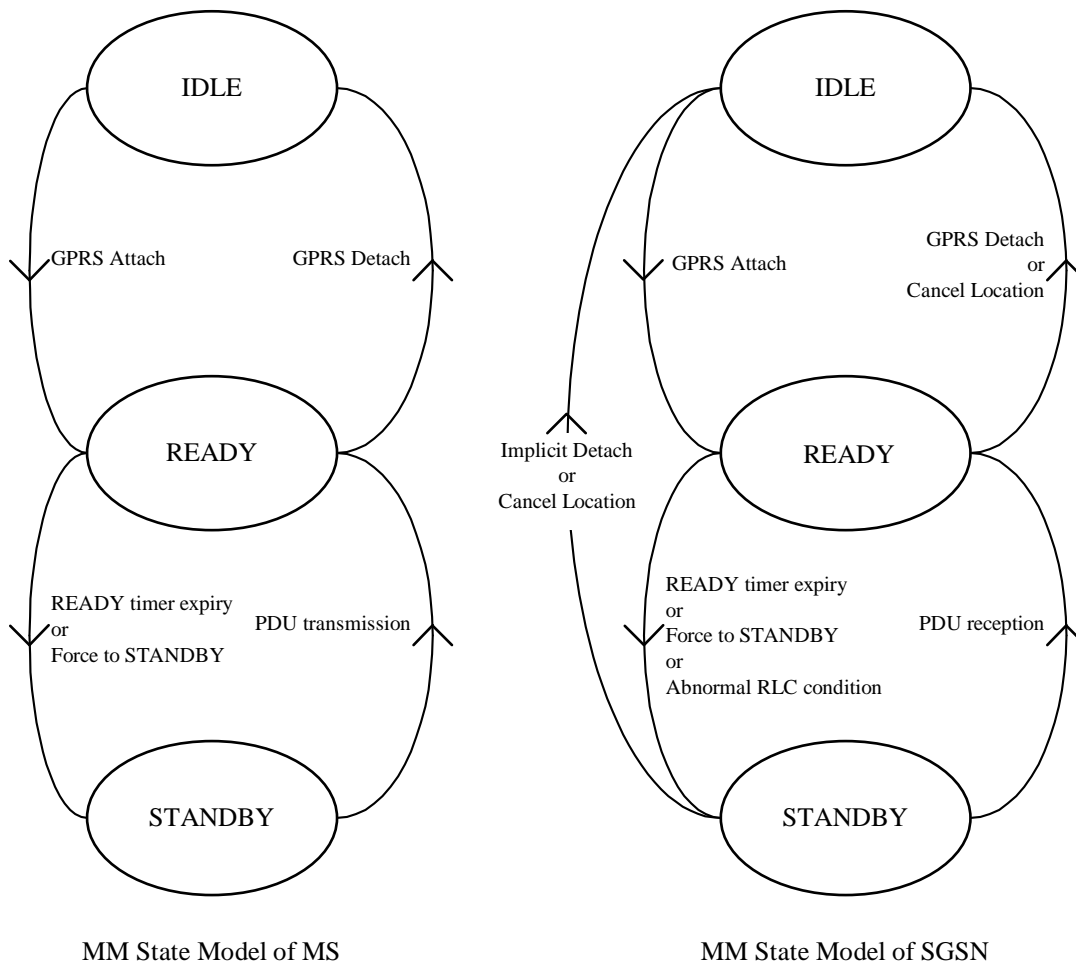 IDLE
GPRS Attach
GPRS Detach
READY
READY timer expiry
or
Force to STANDBY
PDU transmission
STANDBY
MM State Model of MS
IDLE
GPRS Attach
GPRS Detach
or
Cancel Location
Implicit Detach
or
Cancel Location
READY
READY timer expiry
or
Force to STANDBY
or
Abnormal RLC condition
PDU reception
STANDBY
MM State Model of SGSN